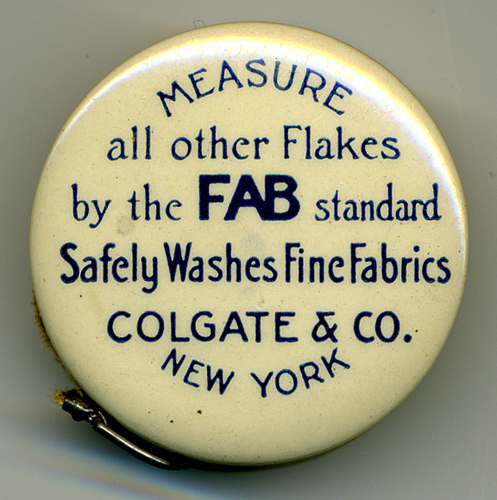 MEASURE
all other Flakes
by the FAB standard
Safely Washes Fine Fabrics
COLGATE & CO.
NEW YORK